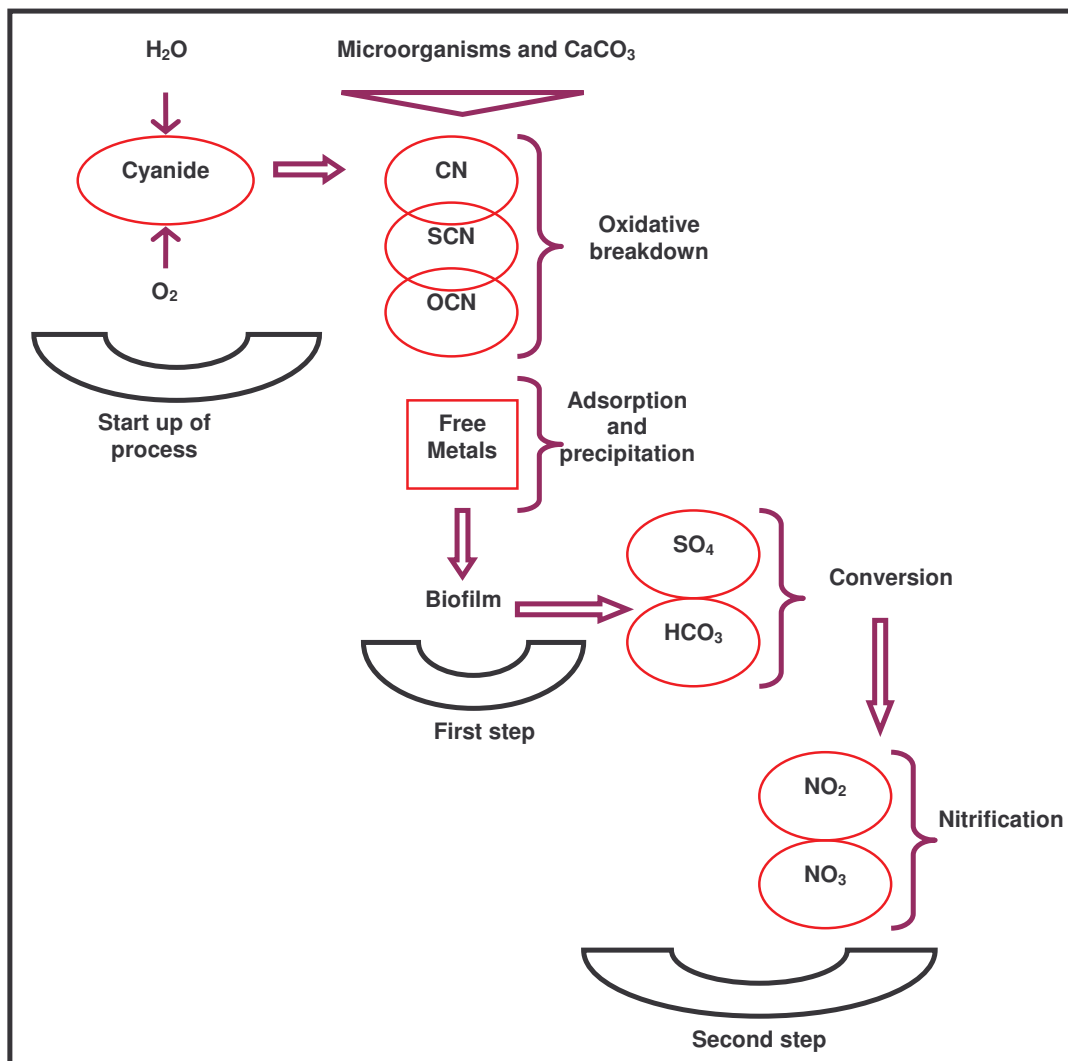 H₂O
Microorganisms and CaCO₃
Cyanide
O₂
Start up of
process
CN
SCN
OCN
Oxidative
breakdown
Free
Metals
Adsorption
and
precipitation
Biofilm
First step
SO₄
HCO₃
Conversion
NO₂
NO₃
Nitrification
Second step